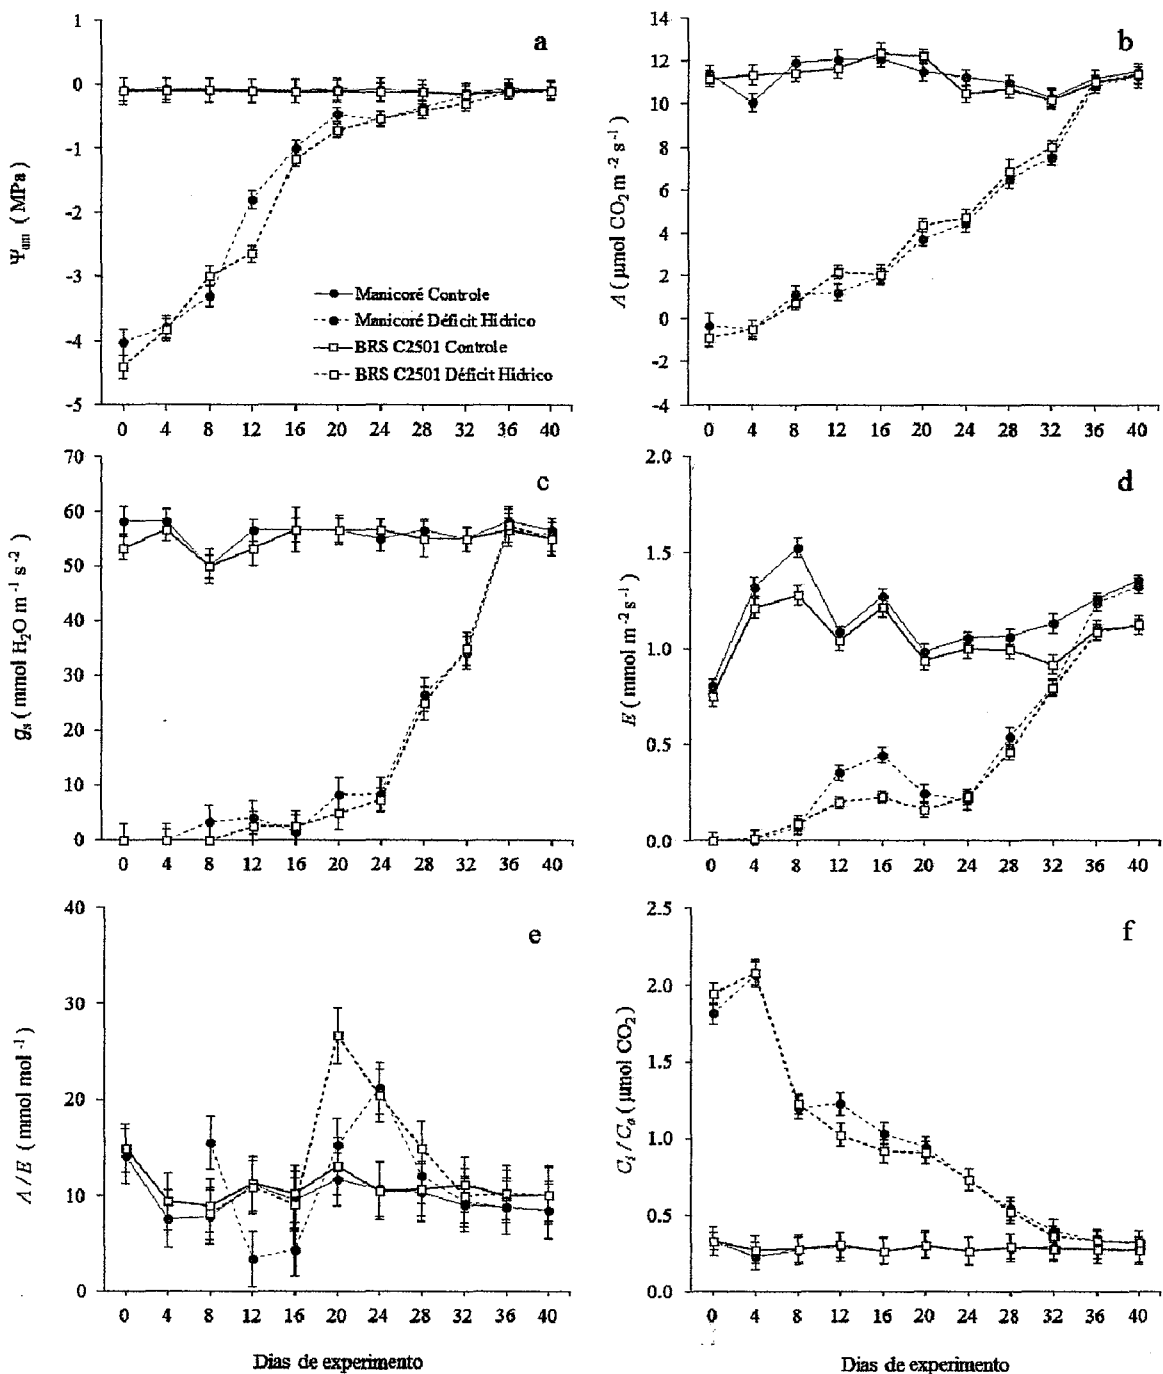 a
Ψam ( MPa )
1
0
-1
-2
-3
-4
-5
Manicoré Controle
Manicoré Déficit Hídrico
BRS C2501 Controle
BRS C2501 Déficit Hídrico
0 4 8 12 16 20 24 28 32 36 40
b
A ( µmol CO2 m -2 s -1 )
14
12
10
8
6
4
2
0
-2
-4
0 4 8 12 16 20 24 28 32 36 40
c
gs ( mmol H2O m -1 s -2 )
70
60
50
40
30
20
10
0
0 4 8 12 16 20 24 28 32 36 40
d
E ( mmol m -2 s -1 )
2.0
1.5
1.0
0.5
0.0
0 4 8 12 16 20 24 28 32 36 40
e
A / E ( mmol mol -1 )
40
30
20
10
0
0 4 8 12 16 20 24 28 32 36 40
Dias de experimento
f
Ci / Ca ( µmol CO2 )
2.5
2.0
1.5
1.0
0.5
0.0
0 4 8 12 16 20 24 28 32 36 40
Dias de experimento